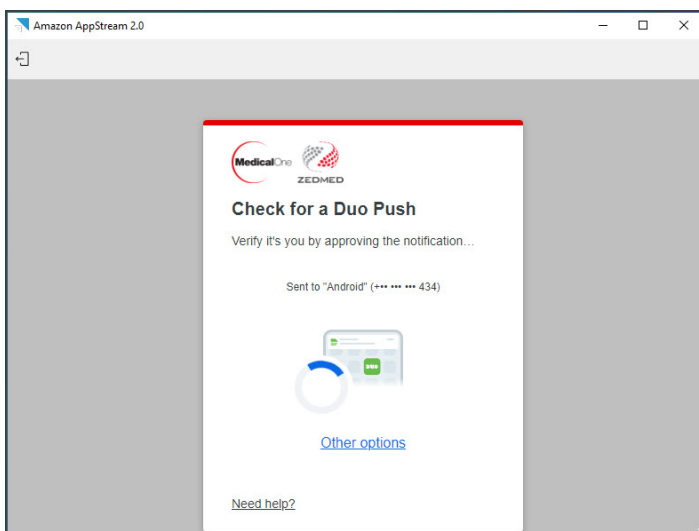 Amazon AppStream 2.0
MedicalOne
ZEDMED
Check for a Duo Push
Verify it's you by approving the notification...
Sent to "Android" (+•• ••• ••• 434)
Other options
Need help?